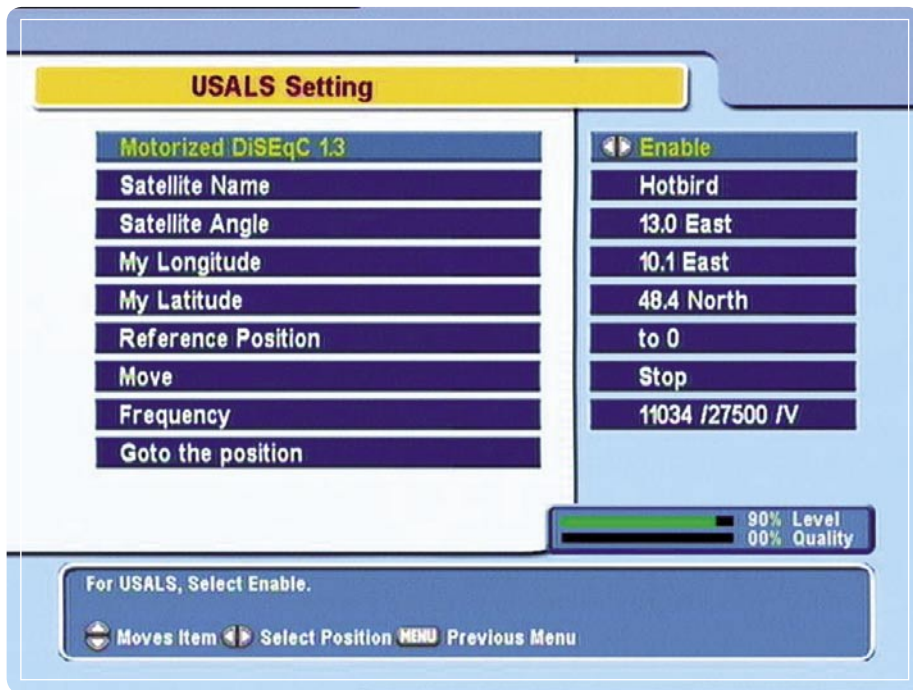 USALS Setting
Motorized DiSEqC 1.3 Enable
Satellite Name Hotbird
Satellite Angle 13.0 East
My Longitude 10.1 East
My Latitude 48.4 North
Reference Position to 0
Move Stop
Frequency 11034 /27500 /V
Goto the position
90% Level
00% Quality
For USALS, Select Enable.
Moves Item Select Position MENU Previous Menu